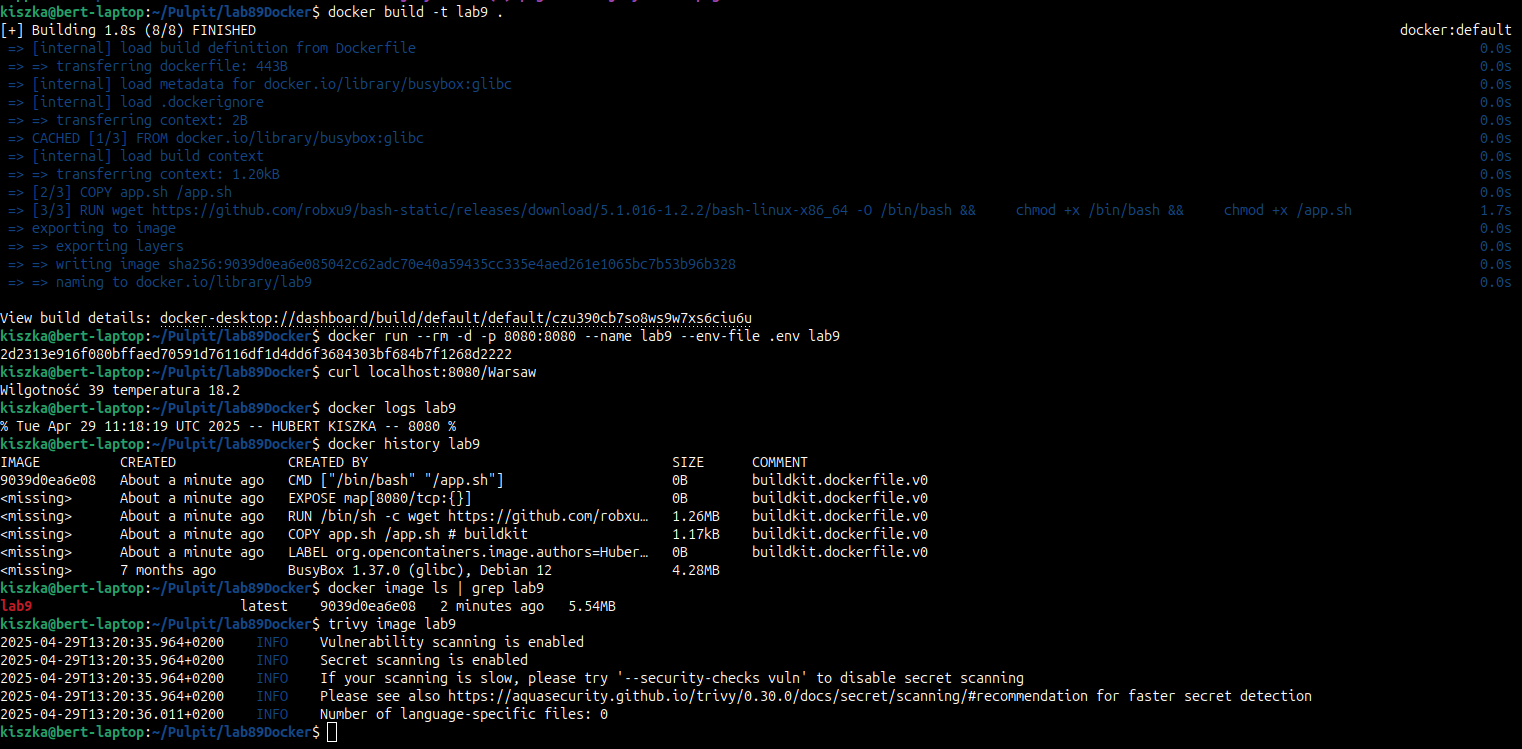 kiszka@bert-laptop:~/Pulpit/lab89Docker$ docker build -t lab9 .
[+] Building 1.8s (8/8) FINISHED docker:default
=> [internal] load build definition from Dockerfile 0.0s
=> => transferring dockerfile: 443B 0.0s
=> [internal] load metadata for docker.io/library/busybox:glibc 0.0s
=> [internal] load .dockerignore 0.0s
=> => transferring context: 2B 0.0s
=> CACHED [1/3] FROM docker.io/library/busybox:glibc 0.0s
=> [internal] load build context 0.0s
=> => transferring context: 1.20kB 0.0s
=> [2/3] COPY app.sh /app.sh 0.0s
=> [3/3] RUN wget https://github.com/robxu9/bash-static/releases/download/5.1.016-1.2.2/bash-linux-x86_64 -O /bin/bash && chmod +x /bin/bash && chmod +x /app.sh 1.7s
=> exporting to image 0.0s
=> => exporting layers 0.0s
=> => writing image sha256:9039d0ea6e085042c62adc70e40a59435cc335e4aed261e1065bc7b53b96b328 0.0s
=> => naming to docker.io/library/lab9 0.0s
View build details: docker-desktop://dashboard/build/default/default/czu390cb7so8ws9w7xs6ciu6u
kiszka@bert-laptop:~/Pulpit/lab89Docker$ docker run --rm -d -p 8080:8080 --name lab9 --env-file .env lab9
2d2313e916f080bffaed70591d76116df1d4dd6f3684303bf684b7f1268d2222
kiszka@bert-laptop:~/Pulpit/lab89Docker$ curl localhost:8080/Warsaw
Wilgotność 39 temperatura 18.2
kiszka@bert-laptop:~/Pulpit/lab89Docker$ docker logs lab9
% Tue Apr 29 11:18:19 UTC 2025 -- HUBERT KISZKA -- 8080 %
kiszka@bert-laptop:~/Pulpit/lab89Docker$ docker history lab9
IMAGE CREATED CREATED BY SIZE COMMENT
9039d0ea6e08 About a minute ago CMD ["/bin/bash" "/app.sh"] 0B buildkit.dockerfile.v0
<missing> About a minute ago EXPOSE map[8080/tcp:{}] 0B buildkit.dockerfile.v0
<missing> About a minute ago RUN /bin/sh -c wget https://github.com/robxu… 1.26MB buildkit.dockerfile.v0
<missing> About a minute ago COPY app.sh /app.sh # buildkit 1.17kB buildkit.dockerfile.v0
<missing> About a minute ago LABEL org.opencontainers.image.authors=Huber… 0B buildkit.dockerfile.v0
<missing> 7 months ago BusyBox 1.37.0 (glibc), Debian 12 4.28MB
kiszka@bert-laptop:~/Pulpit/lab89Docker$ docker image ls | grep lab9
lab9 latest 9039d0ea6e08 2 minutes ago 5.54MB
kiszka@bert-laptop:~/Pulpit/lab89Docker$ trivy image lab9
2025-04-29T13:20:35.964+0200 INFO Vulnerability scanning is enabled
2025-04-29T13:20:35.964+0200 INFO Secret scanning is enabled
2025-04-29T13:20:35.964+0200 INFO If your scanning is slow, please try '--security-checks vuln' to disable secret scanning
2025-04-29T13:20:35.964+0200 INFO Please see also https://aquasecurity.github.io/trivy/0.30.0/docs/secret/scanning/#recommendation for faster secret detection
2025-04-29T13:20:36.011+0200 INFO Number of language-specific files: 0
kiszka@bert-laptop:~/Pulpit/lab89Docker$